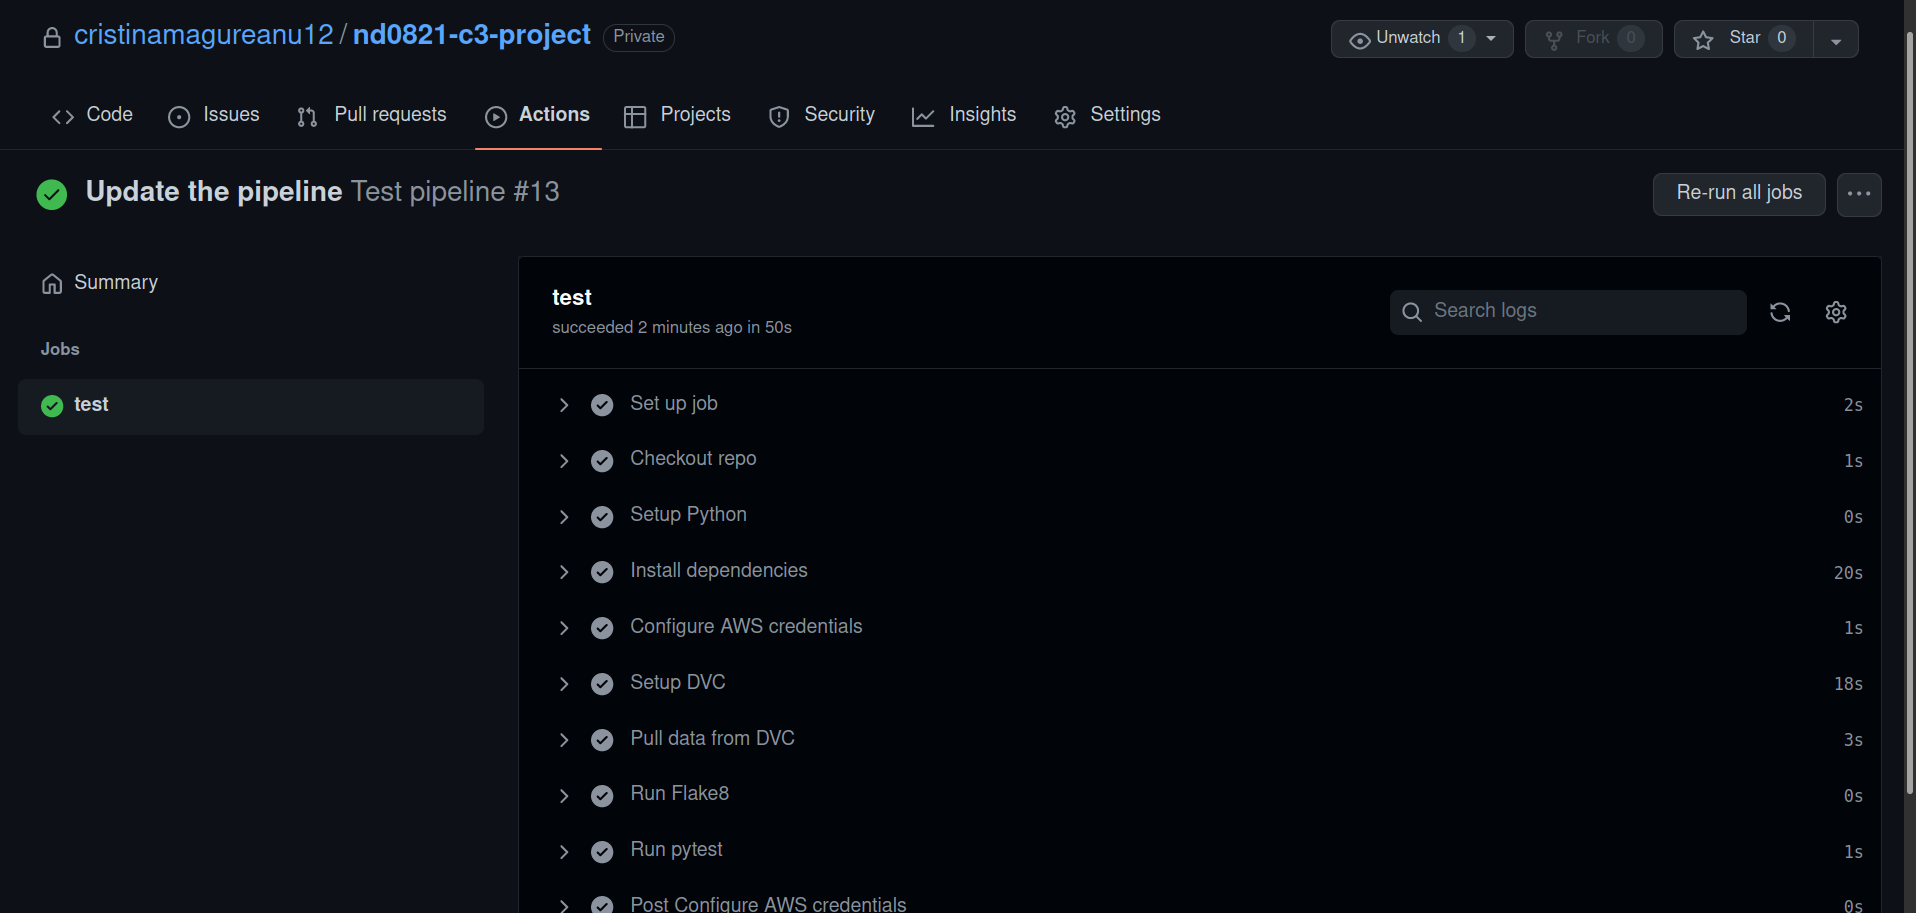 cristinamagureanu12 / nd0821-c3-project Private Unwatch 1 Fork 0 Star 0
Code Issues Pull requests Actions Projects Security Insights Settings
Update the pipeline Test pipeline #13 Re-run all jobs
Summary
Jobs
test
test
succeeded 2 minutes ago in 50s
Search logs
Set up job 2s
Checkout repo 1s
Setup Python 0s
Install dependencies 20s
Configure AWS credentials 1s
Setup DVC 18s
Pull data from DVC 3s
Run Flake8 0s
Run pytest 1s
Post Configure AWS credentials 0s